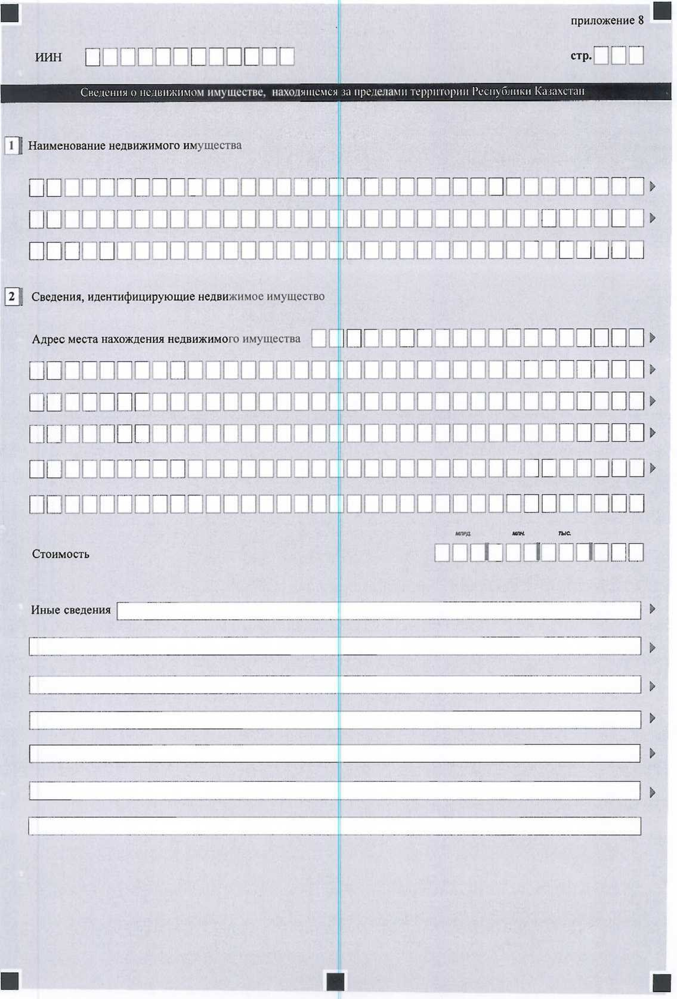 приложение 8
ИИН стр.
Сведения о недвижимом имуществе, находящемся за пределами территории Республики Казахстан
1 Наименование недвижимого имущества
2 Сведения, идентифицирующие недвижимое имущество
Адрес места нахождения недвижимого имущества
МЛРД. МЛН. ТЫС.
Стоимость
Иные сведения